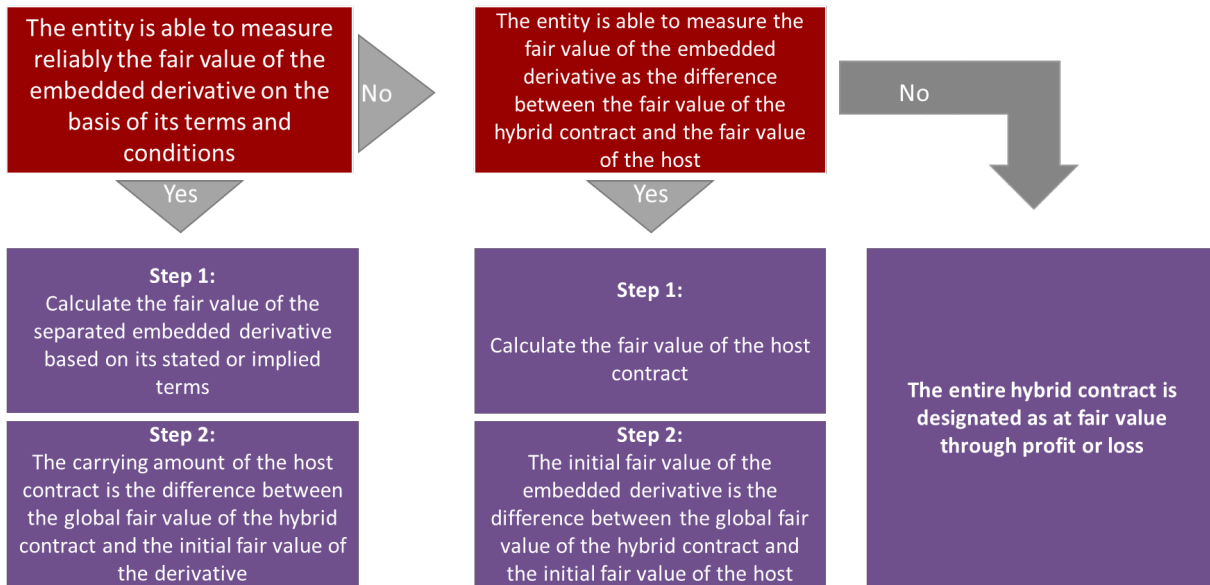 The entity is able to measure
reliably the fair value of the
embedded derivative on the
basis of its terms and
conditions
No
The entity is able to measure the
fair value of the embedded
derivative as the difference
between the fair value of the
hybrid contract and the fair value
of the host
No
Yes
Yes
Step 1:
Calculate the fair value of the
separated embedded derivative
based on its stated or implied
terms
Step 2:
The carrying amount of the host
contract is the difference between
the global fair value of the hybrid
contract and the initial fair value of
the derivative
Step 1:
Calculate the fair value of the host
contract
Step 2:
The initial fair value of the
embedded derivative is the
difference between the global fair
value of the hybrid contract and
the initial fair value of the host
The entire hybrid contract is
designated as at fair value
through profit or loss